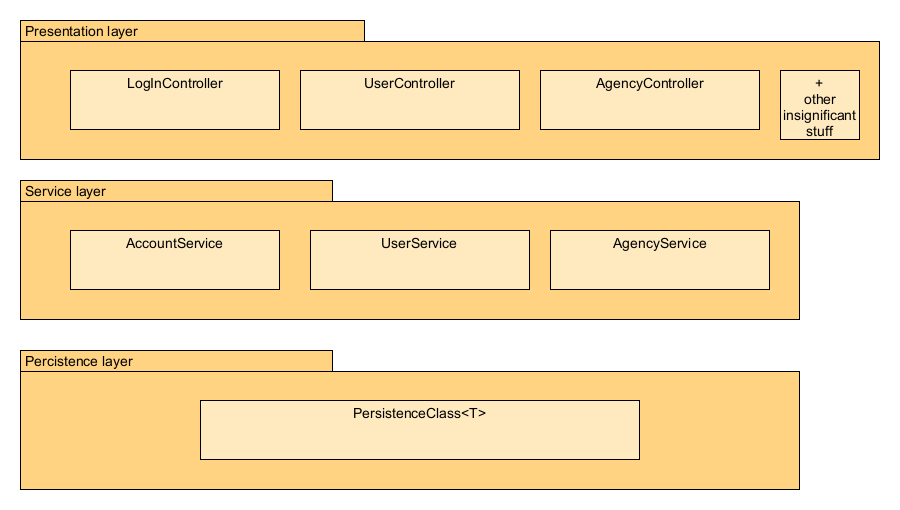 Presentation layer
LogInController
UserController
AgencyController
+
other
insignificant
stuff
Service layer
AccountService
UserService
AgencyService
Percistence layer
PersistenceClass<T>